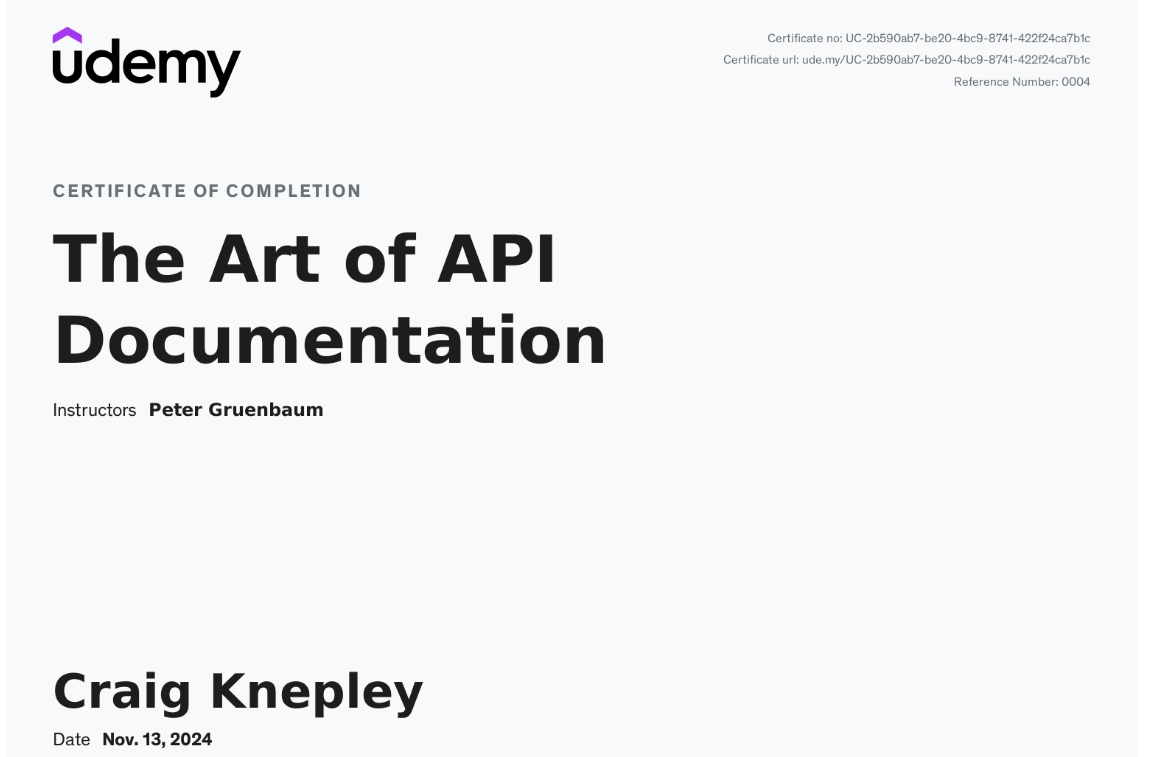 udemy
Certificate no: UC-2b590ab7-be20-4bc9-8741-422f24ca7b1c
Certificate url: ude.my/UC-2b590ab7-be20-4bc9-8741-422f24ca7b1c
Reference Number: 0004
CERTIFICATE OF COMPLETION
The Art of API
Documentation
Instructors Peter Gruenbaum
Craig Knepley
Date Nov. 13, 2024